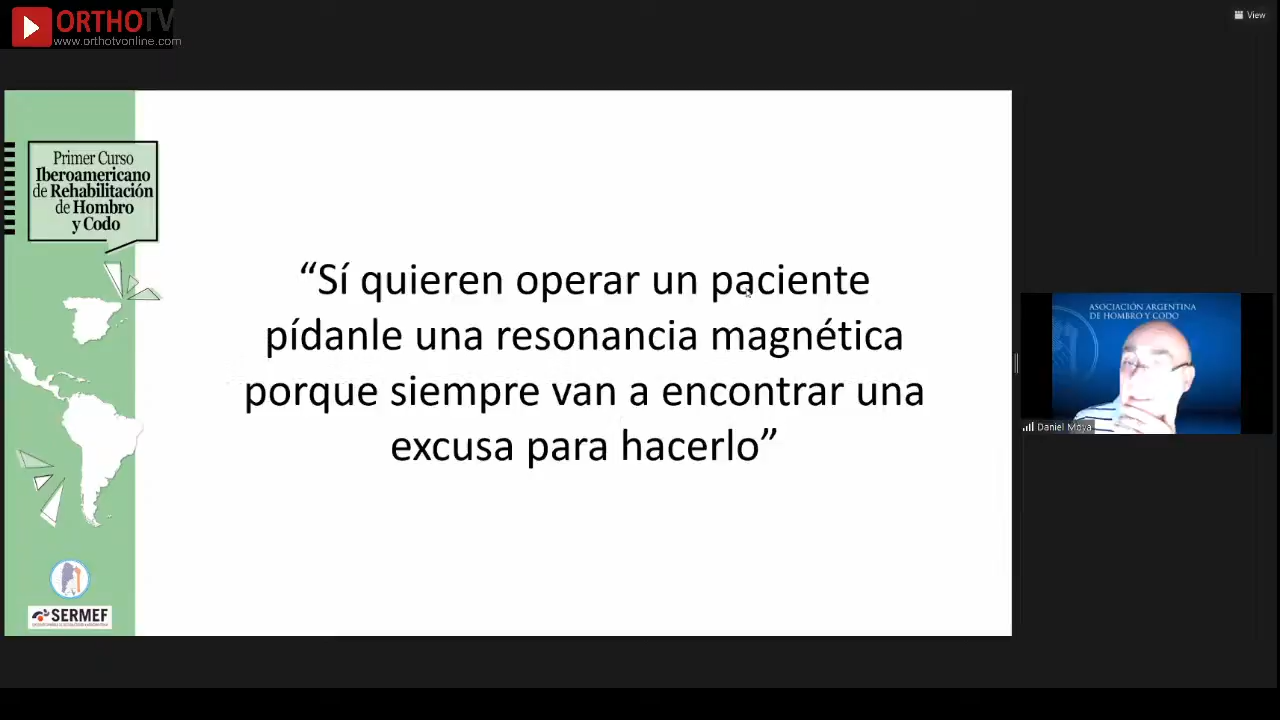 ORTHOTV
www.orthotvonline.com
View
Primer Curso
Iberoamericano
de Rehabilitación
de Hombro
y Codo
“Sí quieren operar un paciente
pídanle una resonancia magnética
porque siempre van a encontrar una
excusa para hacerlo”
ASOCIACIÓN ARGENTINA
DE HOMBRO Y CODO
Daniel Moya
SERMEF